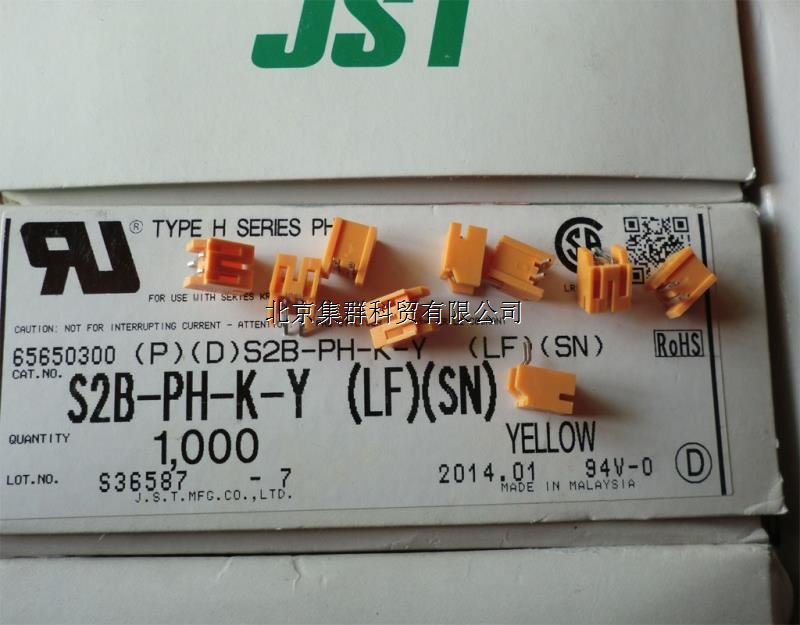 JST
® TYPE H SERIES PH
FOR USE WITH SERIES
北京集群科贸有限公司
CAUTION: NOT FOR INTERRUPTING CURRENT -
65650300 (P)(D)S2B-PH-K-Y (LF)(SN)
RoHS
CAT.NO. S2B-PH-K-Y (LF)(SN)
QUANTITY 1,000 YELLOW
LOT.NO. S36587 -7 2014.01 94V-0 D
J.S.T.MFG.CO.,LTD. MADE IN MALAYSIA